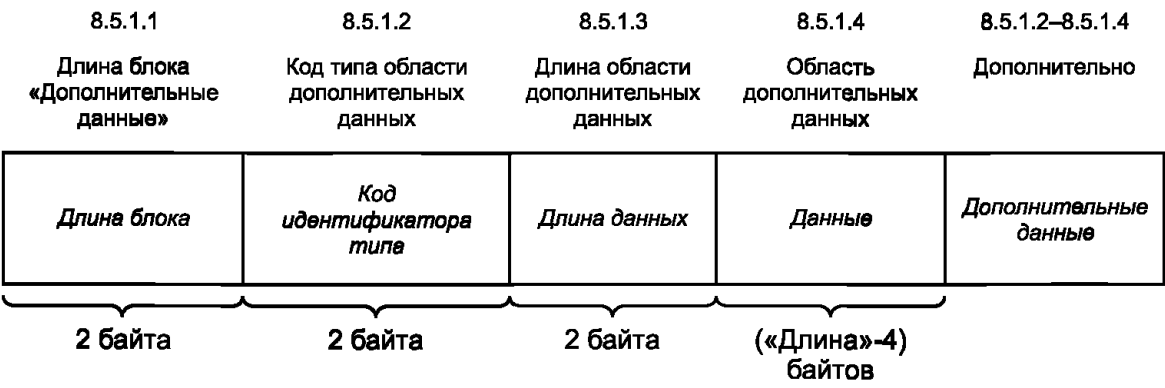 8.5.1.1 8.5.1.2 8.5.1.3 8.5.1.4 8.5.1.2–8.5.1.4
Длина блока
«Дополнительные
данные»
Код типа области
дополнительных
данных
Длина области
дополнительных
данных
Область
дополнительных
данных
Дополнительно
Длина блока
Код
идентификатора
типа
Длина данных
Данные
Дополнительные
данные
2 байта
2 байта
2 байта
(«Длина»-4)
байтов